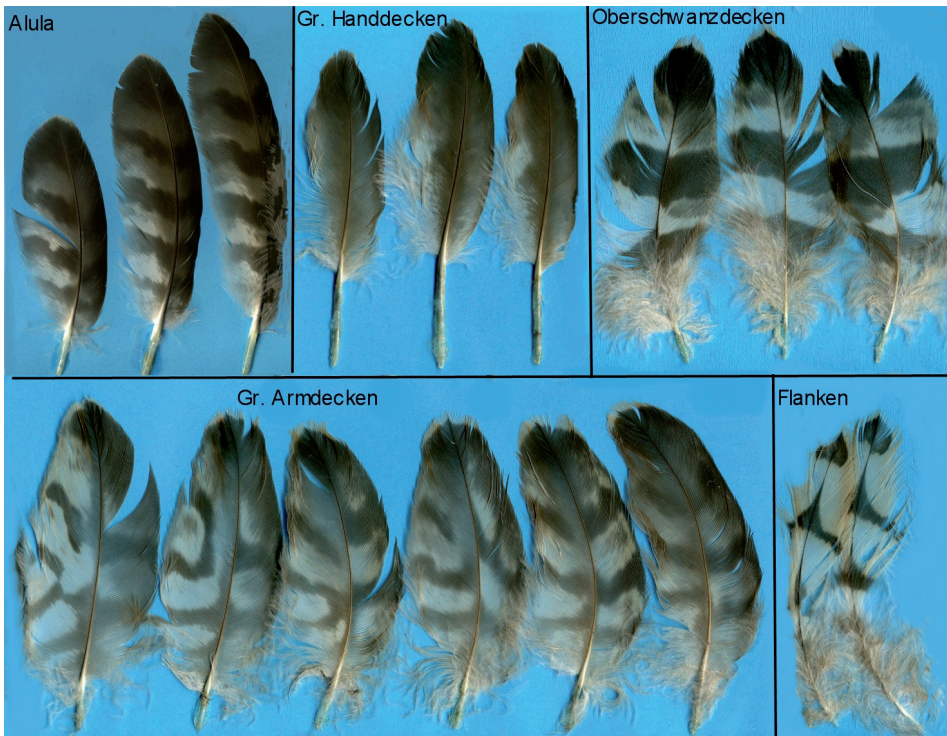 Alula
Gr. Handdecken
Oberschwanzdecken
Gr. Armdecken
Flanken